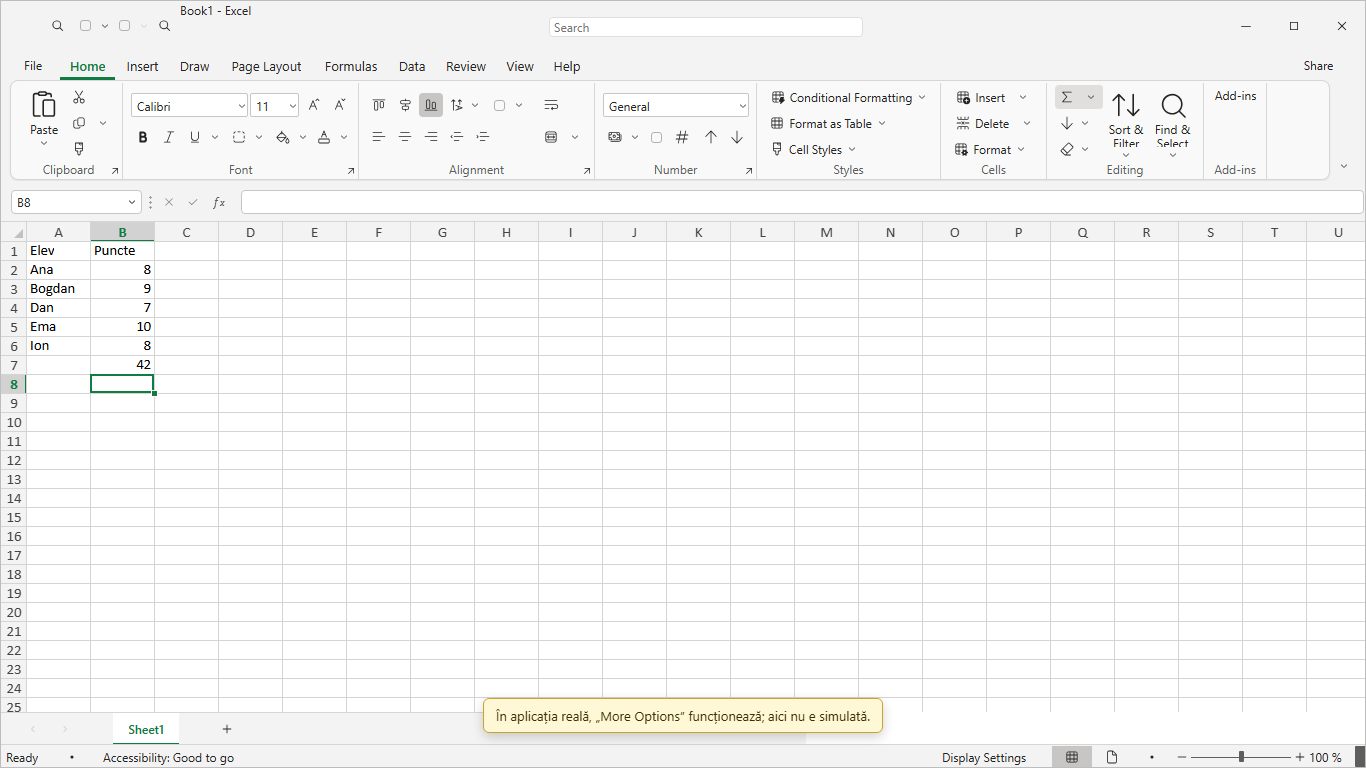 Book1 - Excel
Search
File Home Insert Draw Page Layout Formulas Data Review View Help Share
Paste
Clipboard
Calibri 11
B I U A
Font
Alignment
General
Number
Conditional Formatting
Format as Table
Cell Styles
Styles
Insert
Delete
Format
Cells
Sort &
Filter
Find &
Select
Editing
Add-ins
Add-ins
B8 fx
A B C D E F G H I J K L M N O P Q R S T U
1 Elev Puncte
2 Ana 8
3 Bogdan 9
4 Dan 7
5 Ema 10
6 Ion 8
7 42
8
9
10
11
12
13
14
15
16
17
18
19
20
21
22
23
24
25
În aplicația reală, „More Options” funcționează; aici nu e simulată.
Sheet1
Ready Accessibility: Good to go Display Settings 100 %